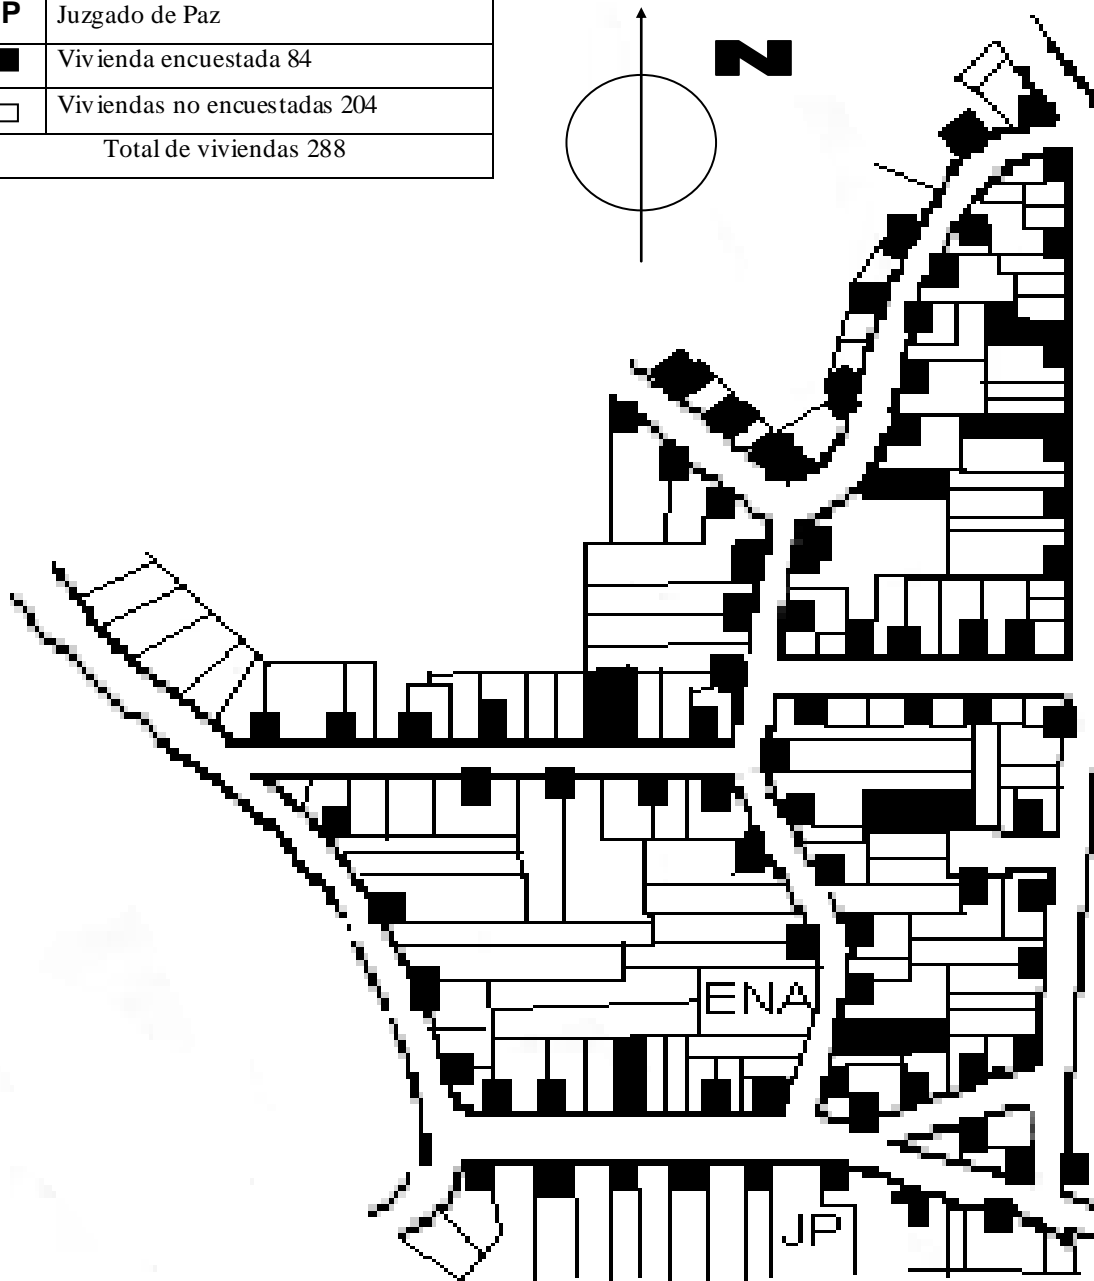 P Juzgado de Paz
Vivienda encuestada 84
Viviendas no encuestadas 204
Total de viviendas 288
N
ENA
JP